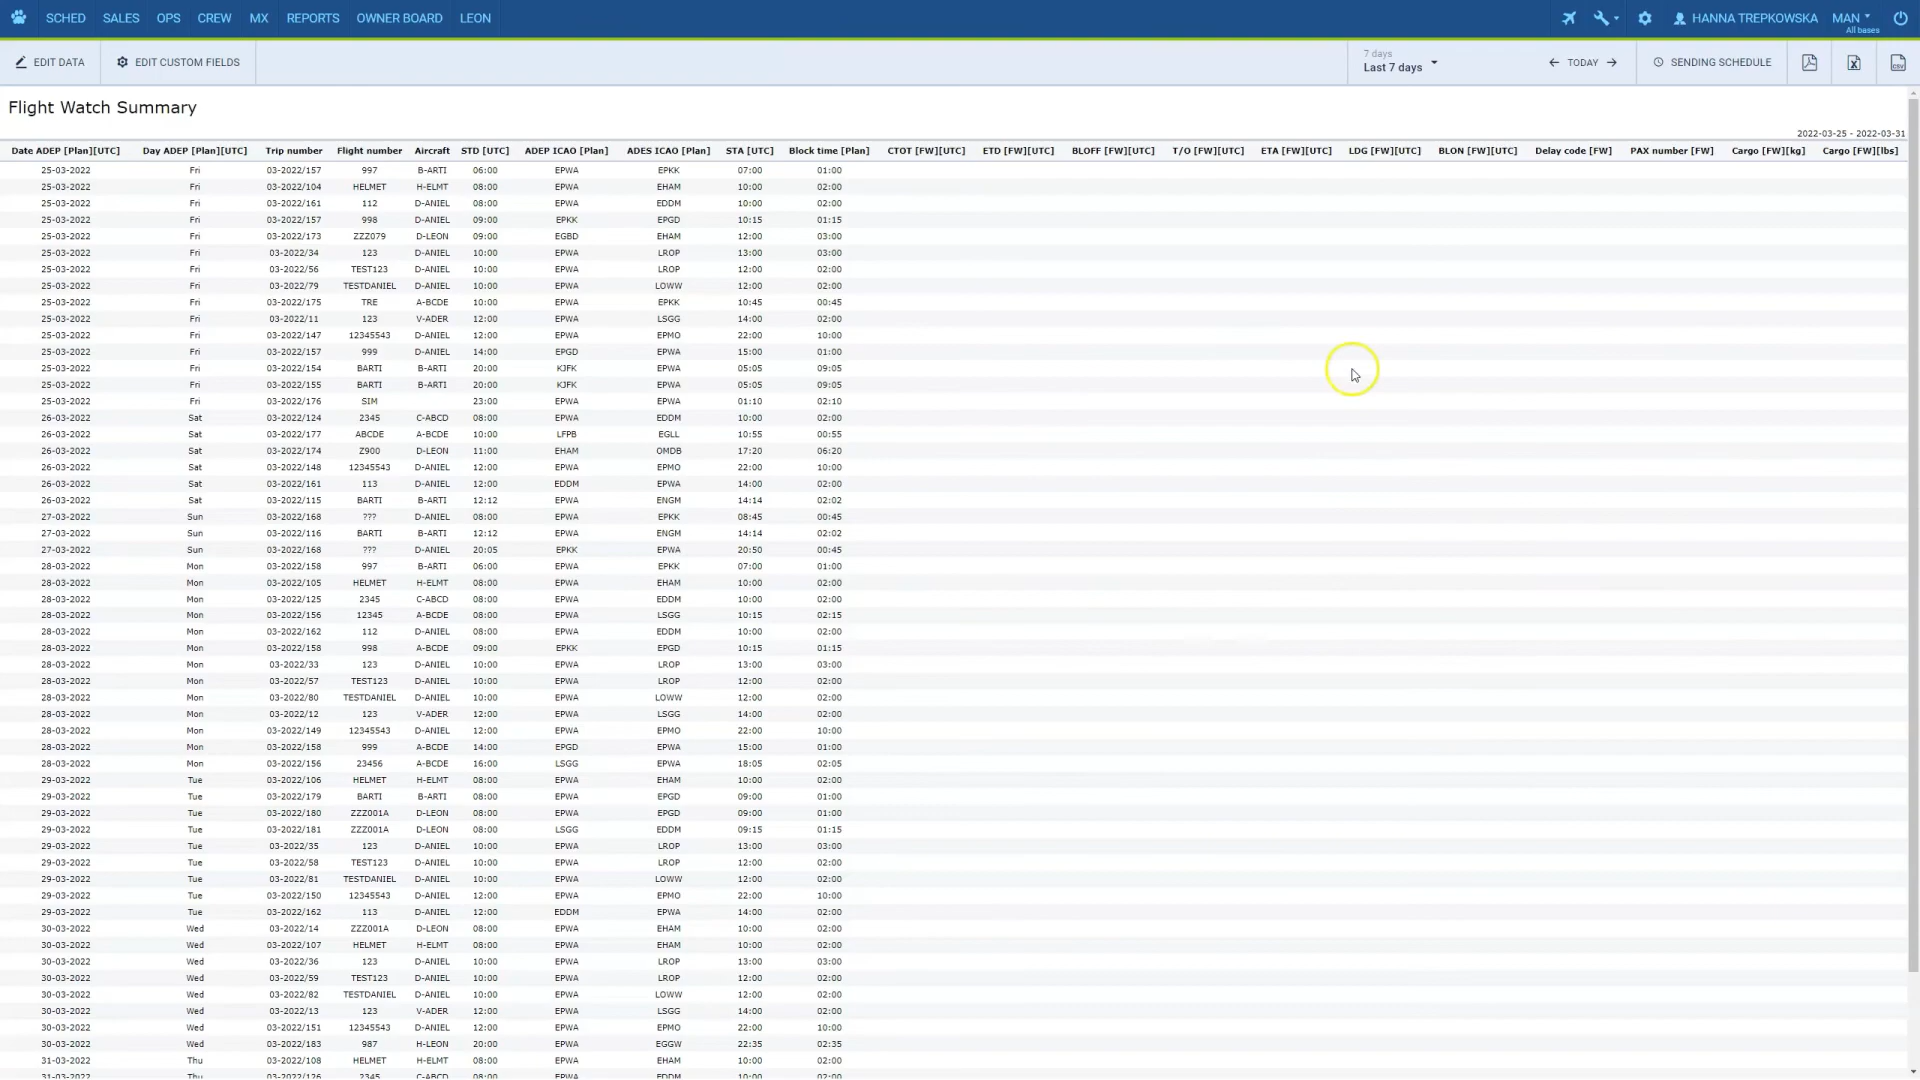 SCHED SALES OPS CREW MX REPORTS OWNER BOARD LEON HANNA TREPKOWSKA MAN
All bases
EDIT DATA EDIT CUSTOM FIELDS 7 days Last 7 days TODAY SENDING SCHEDULE CSV
Flight Watch Summary
2022-03-25 - 2022-03-31
Date ADEP [Plan][UTC] Day ADEP [Plan][UTC] Trip number Flight number Aircraft STD [UTC] ADEP ICAO [Plan] ADES ICAO [Plan] STA [UTC] Block time [Plan] CTOT [FW][UTC] ETD [FW][UTC] BLOFF [FW][UTC] T/O [FW][UTC] ETA [FW][UTC] LDG [FW][UTC] BLON [FW][UTC] Delay code [FW] PAX number [FW] Cargo [FW][kg] Cargo [FW][lbs]
25-03-2022 Fri 03-2022/157 997 B-ARTI 06:00 EPWA EPKK 07:00 01:00
25-03-2022 Fri 03-2022/104 HELMET H-ELMT 08:00 EPWA EHAM 10:00 02:00
25-03-2022 Fri 03-2022/161 112 D-ANIEL 08:00 EPWA EDDM 10:00 02:00
25-03-2022 Fri 03-2022/157 998 D-ANIEL 09:00 EPKK EPGD 10:15 01:15
25-03-2022 Fri 03-2022/173 ZZZ079 D-LEON 09:00 EGBD EHAM 12:00 03:00
25-03-2022 Fri 03-2022/34 123 D-ANIEL 10:00 EPWA LROP 13:00 03:00
25-03-2022 Fri 03-2022/56 TEST123 D-ANIEL 10:00 EPWA LROP 12:00 02:00
25-03-2022 Fri 03-2022/79 TESTDANIEL D-ANIEL 10:00 EPWA LOWW 12:00 02:00
25-03-2022 Fri 03-2022/175 TRE A-BCDE 10:00 EPWA EPKK 10:45 00:45
25-03-2022 Fri 03-2022/11 123 V-ADER 12:00 EPWA LSGG 14:00 02:00
25-03-2022 Fri 03-2022/147 12345543 D-ANIEL 12:00 EPWA EPMO 22:00 10:00
25-03-2022 Fri 03-2022/157 999 D-ANIEL 14:00 EPGD EPWA 15:00 01:00
25-03-2022 Fri 03-2022/154 BARTI B-ARTI 20:00 KJFK EPWA 05:05 09:05
25-03-2022 Fri 03-2022/155 BARTI B-ARTI 20:00 KJFK EPWA 05:05 09:05
25-03-2022 Fri 03-2022/176 SIM 23:00 EPWA EPWA 01:10 02:10
26-03-2022 Sat 03-2022/124 2345 C-ABCD 08:00 EPWA EDDM 10:00 02:00
26-03-2022 Sat 03-2022/177 ABCDE A-BCDE 10:00 LFPB EGLL 10:55 00:55
26-03-2022 Sat 03-2022/174 Z900 D-LEON 11:00 EHAM OMDB 17:20 06:20
26-03-2022 Sat 03-2022/148 12345543 D-ANIEL 12:00 EPWA EPMO 22:00 10:00
26-03-2022 Sat 03-2022/161 113 D-ANIEL 12:00 EDDM EPWA 14:00 02:00
26-03-2022 Sat 03-2022/115 BARTI B-ARTI 12:12 EPWA ENGM 14:14 02:02
27-03-2022 Sun 03-2022/168 ??? D-ANIEL 08:00 EPWA EPKK 08:45 00:45
27-03-2022 Sun 03-2022/116 BARTI B-ARTI 12:12 EPWA ENGM 14:14 02:02
27-03-2022 Sun 03-2022/168 ??? D-ANIEL 20:05 EPKK EPWA 20:50 00:45
28-03-2022 Mon 03-2022/158 997 B-ARTI 06:00 EPWA EPKK 07:00 01:00
28-03-2022 Mon 03-2022/105 HELMET H-ELMT 08:00 EPWA EHAM 10:00 02:00
28-03-2022 Mon 03-2022/125 2345 C-ABCD 08:00 EPWA EDDM 10:00 02:00
28-03-2022 Mon 03-2022/156 12345 A-BCDE 08:00 EPWA LSGG 10:15 02:15
28-03-2022 Mon 03-2022/162 112 D-ANIEL 08:00 EPWA EDDM 10:00 02:00
28-03-2022 Mon 03-2022/158 998 A-BCDE 09:00 EPKK EPGD 10:15 01:15
28-03-2022 Mon 03-2022/33 123 D-ANIEL 10:00 EPWA LROP 13:00 03:00
28-03-2022 Mon 03-2022/57 TEST123 D-ANIEL 10:00 EPWA LROP 12:00 02:00
28-03-2022 Mon 03-2022/80 TESTDANIEL D-ANIEL 10:00 EPWA LOWW 12:00 02:00
28-03-2022 Mon 03-2022/12 123 V-ADER 12:00 EPWA LSGG 14:00 02:00
28-03-2022 Mon 03-2022/149 12345543 D-ANIEL 12:00 EPWA EPMO 22:00 10:00
28-03-2022 Mon 03-2022/158 999 A-BCDE 14:00 EPGD EPWA 15:00 01:00
28-03-2022 Mon 03-2022/156 23456 A-BCDE 16:00 LSGG EPWA 18:05 02:05
29-03-2022 Tue 03-2022/106 HELMET H-ELMT 08:00 EPWA EHAM 10:00 02:00
29-03-2022 Tue 03-2022/179 BARTI B-ARTI 08:00 EPWA EPGD 09:00 01:00
29-03-2022 Tue 03-2022/180 ZZZ001A D-LEON 08:00 EPWA EPGD 09:00 01:00
29-03-2022 Tue 03-2022/181 ZZZ001A D-LEON 08:00 LSGG EDDM 09:15 01:15
29-03-2022 Tue 03-2022/35 123 D-ANIEL 10:00 EPWA LROP 13:00 03:00
29-03-2022 Tue 03-2022/58 TEST123 D-ANIEL 10:00 EPWA LROP 12:00 02:00
29-03-2022 Tue 03-2022/81 TESTDANIEL D-ANIEL 10:00 EPWA LOWW 12:00 02:00
29-03-2022 Tue 03-2022/150 12345543 D-ANIEL 12:00 EPWA EPMO 22:00 10:00
29-03-2022 Tue 03-2022/162 113 D-ANIEL 12:00 EDDM EPWA 14:00 02:00
30-03-2022 Wed 03-2022/14 ZZZ001A D-LEON 08:00 EPWA EHAM 10:00 02:00
30-03-2022 Wed 03-2022/107 HELMET H-ELMT 08:00 EPWA EHAM 10:00 02:00
30-03-2022 Wed 03-2022/36 123 D-ANIEL 10:00 EPWA LROP 13:00 03:00
30-03-2022 Wed 03-2022/59 TEST123 D-ANIEL 10:00 EPWA LROP 12:00 02:00
30-03-2022 Wed 03-2022/82 TESTDANIEL D-ANIEL 10:00 EPWA LOWW 12:00 02:00
30-03-2022 Wed 03-2022/13 123 V-ADER 12:00 EPWA LSGG 14:00 02:00
30-03-2022 Wed 03-2022/151 12345543 D-ANIEL 12:00 EPWA EPMO 22:00 10:00
30-03-2022 Wed 03-2022/183 987 H-LEON 20:00 EPWA EGGW 22:35 02:35
31-03-2022 Thu 03-2022/108 HELMET H-ELMT 08:00 EPWA EHAM 10:00 02:00
31-03-2022 Thu 03-2022/126 2345 C-ABCD 08:00 EPWA EDDM 10:00 02:00